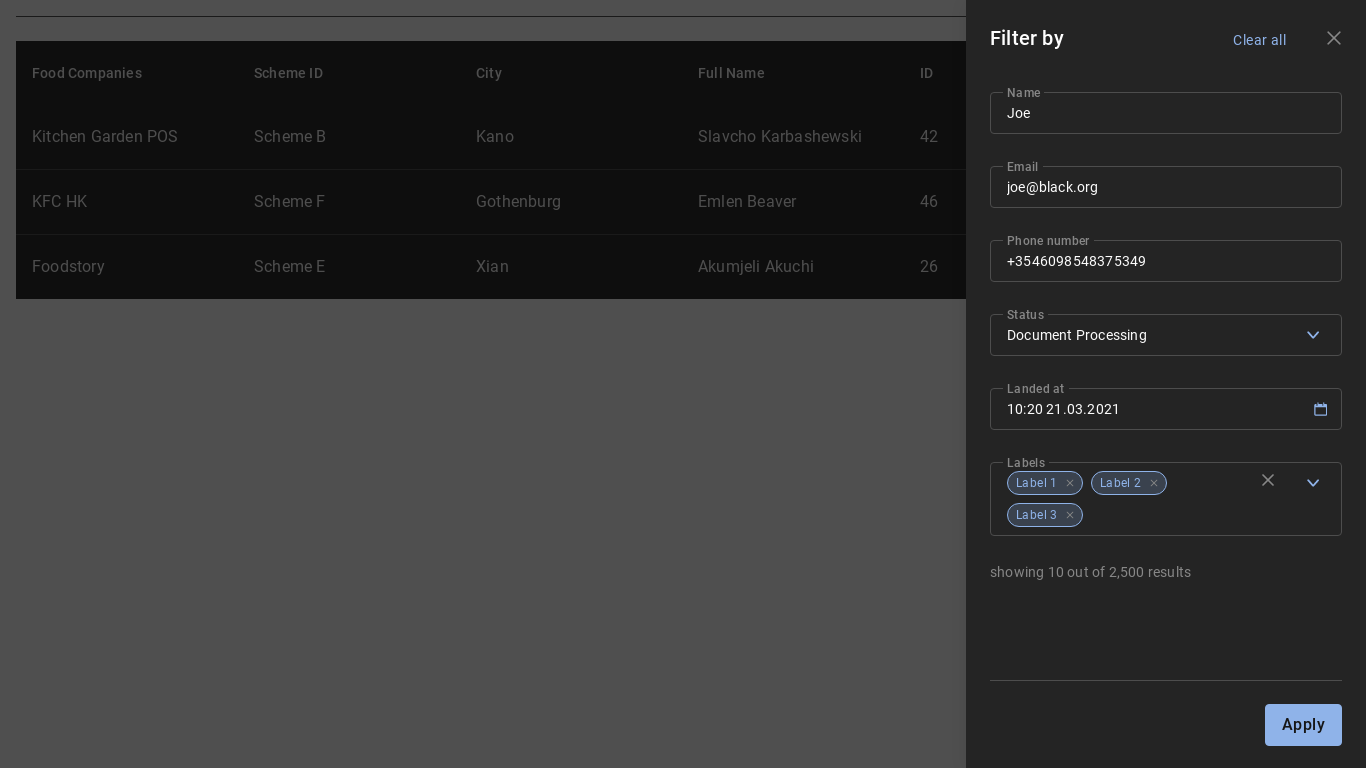 Food Companies Scheme ID City Full Name ID
Kitchen Garden POS Scheme B Kano Slavcho Karbashewski 42
KFC HK Scheme F Gothenburg Emlen Beaver 46
Foodstory Scheme E Xian Akumjeli Akuchi 26
Filter by Clear all
Name
Joe
Email
joe@black.org
Phone number
+3546098548375349
Status
Document Processing
Landed at
10:20 21.03.2021
Labels
Label 1 Label 2
Label 3
showing 10 out of 2,500 results
Apply